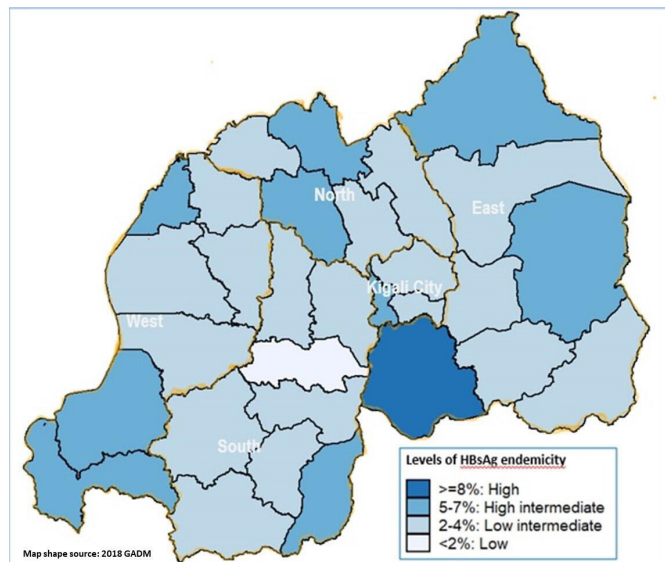 North
East
Kigali City
West
South
Levels of HBsAg endemicity
>=8%: High
5-7%: High intermediate
2-4%: Low intermediate
<2%: Low
Map shape source: 2018 GADM